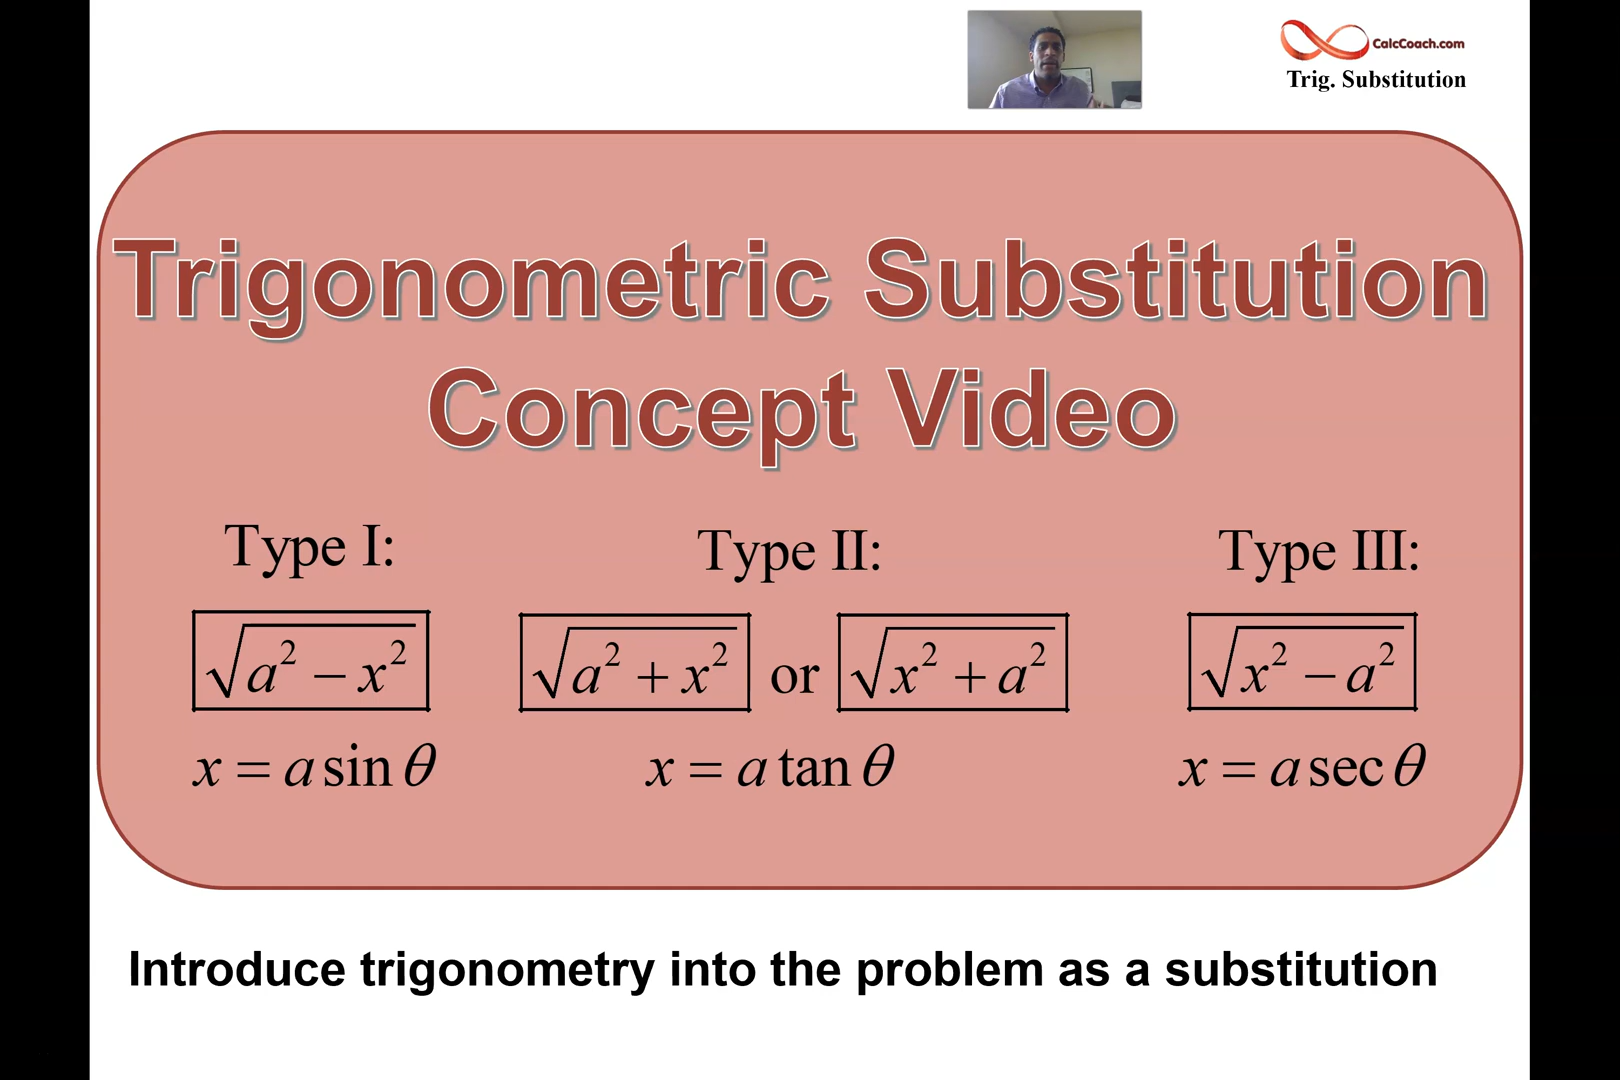 CalcCoach.com
Trig. Substitution
Trigonometric Substitution
Concept Video
Type I: Type II: Type III:
√(a² − x²) √(a² + x²) or √(x² + a²) √(x² − a²)
x = a sin θ x = a tan θ x = a sec θ
Introduce trigonometry into the problem as a substitution